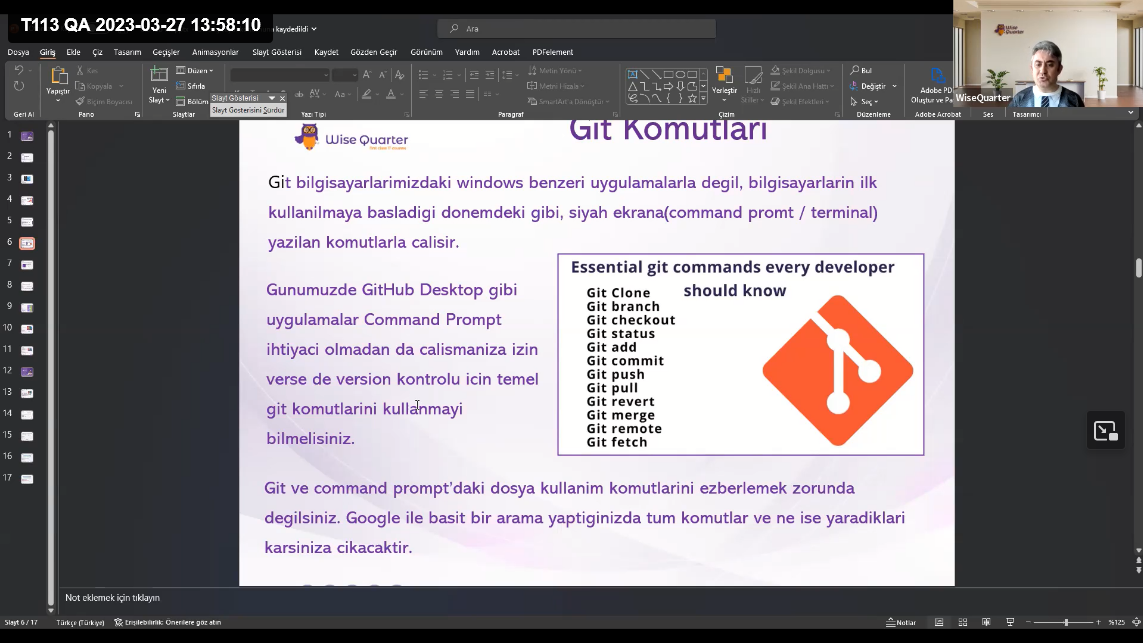 T113 QA 2023-03-27 13:58:10
kaydedildi)
Ara
Dosya Giriş Ekle Çiz Tasarım Geçişler Animasyonlar Slayt Gösterisi Kaydet Gözden Geçir Görünüm Yardım Acrobat PDFelement
Kes
Kopyala
Biçim Boyacısı
Yapıştır
Yeni
Slayt
Düzen
Sıfırla
Bölüm
Slayt Gösterisi
Slayt Gösterisini Sürdür
Metin Yönü
Metni Hizala
SmartArt'a Dönüştür
Yerleştir
Hızlı
Stiller
Şekil Dolgusu
Şekil Ana Hattı
Şekil Efektleri
Bul
Değiştir
Seç
Adobe PD
Oluştur ve Pa
WiseQuarter
Geri Al Pano Slaytlar Yazı Tipi Paragraf Çizim Düzenleme Adobe Acrobat Ses Tasarımcı
1
2
3
4
5
6
7
8
9
10
11
12
13
14
15
16
17
Wise Quarter
Git Komutları
Git bilgisayarlarimizdaki windows benzeri uygulamalarla degil, bilgisayarlarin ilk
kullanilmaya basladigi donemdeki gibi, siyah ekrana(command promt / terminal)
yazilan komutlarla calisir.
Gunumuzde GitHub Desktop gibi
uygulamalar Command Prompt
ihtiyaci olmadan da calismaniza izin
verse de version kontrolu icin temel
git komutlarini kullanmayi
bilmelisiniz.
Essential git commands every developer
should know
Git Clone
Git branch
Git checkout
Git status
Git add
Git commit
Git push
Git pull
Git revert
Git merge
Git remote
Git fetch
Git ve command prompt'daki dosya kullanim komutlarini ezberlemek zorunda
degilsiniz. Google ile basit bir arama yaptiginizda tum komutlar ve ne ise yaradiklari
karsiniza cikacaktir.
Not eklemek için tıklayın
Slayt 6 / 17 Türkçe (Türkiye) Erişilebilirlik: Önerilere göz atın Notlar %125